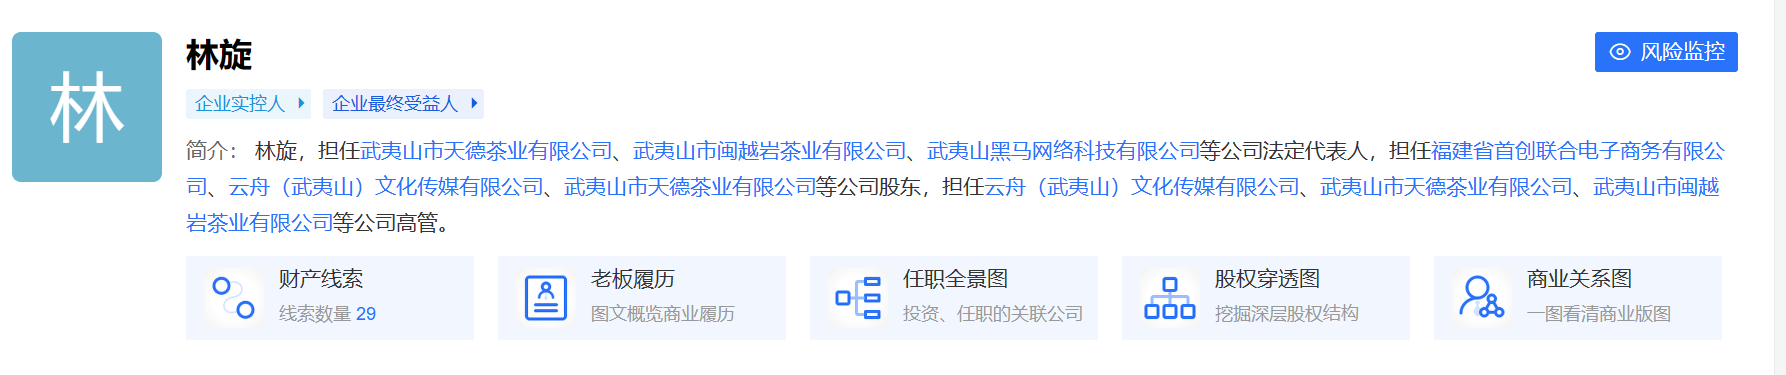 林
林旋
风险监控
企业实控人
企业最终受益人
简介： 林旋，担任武夷山市天德茶业有限公司、武夷山市闽越岩茶业有限公司、武夷山黑马网络科技有限公司等公司法定代表人，担任福建省首创联合电子商务有限公
司、云舟（武夷山）文化传媒有限公司、武夷山市天德茶业有限公司等公司股东，担任云舟（武夷山）文化传媒有限公司、武夷山市天德茶业有限公司、武夷山市闽越
岩茶业有限公司等公司高管。
财产线索
线索数量 29
老板履历
图文概览商业履历
任职全景图
投资、任职的关联公司
股权穿透图
挖掘深层股权结构
商业关系图
一图看清商业版图